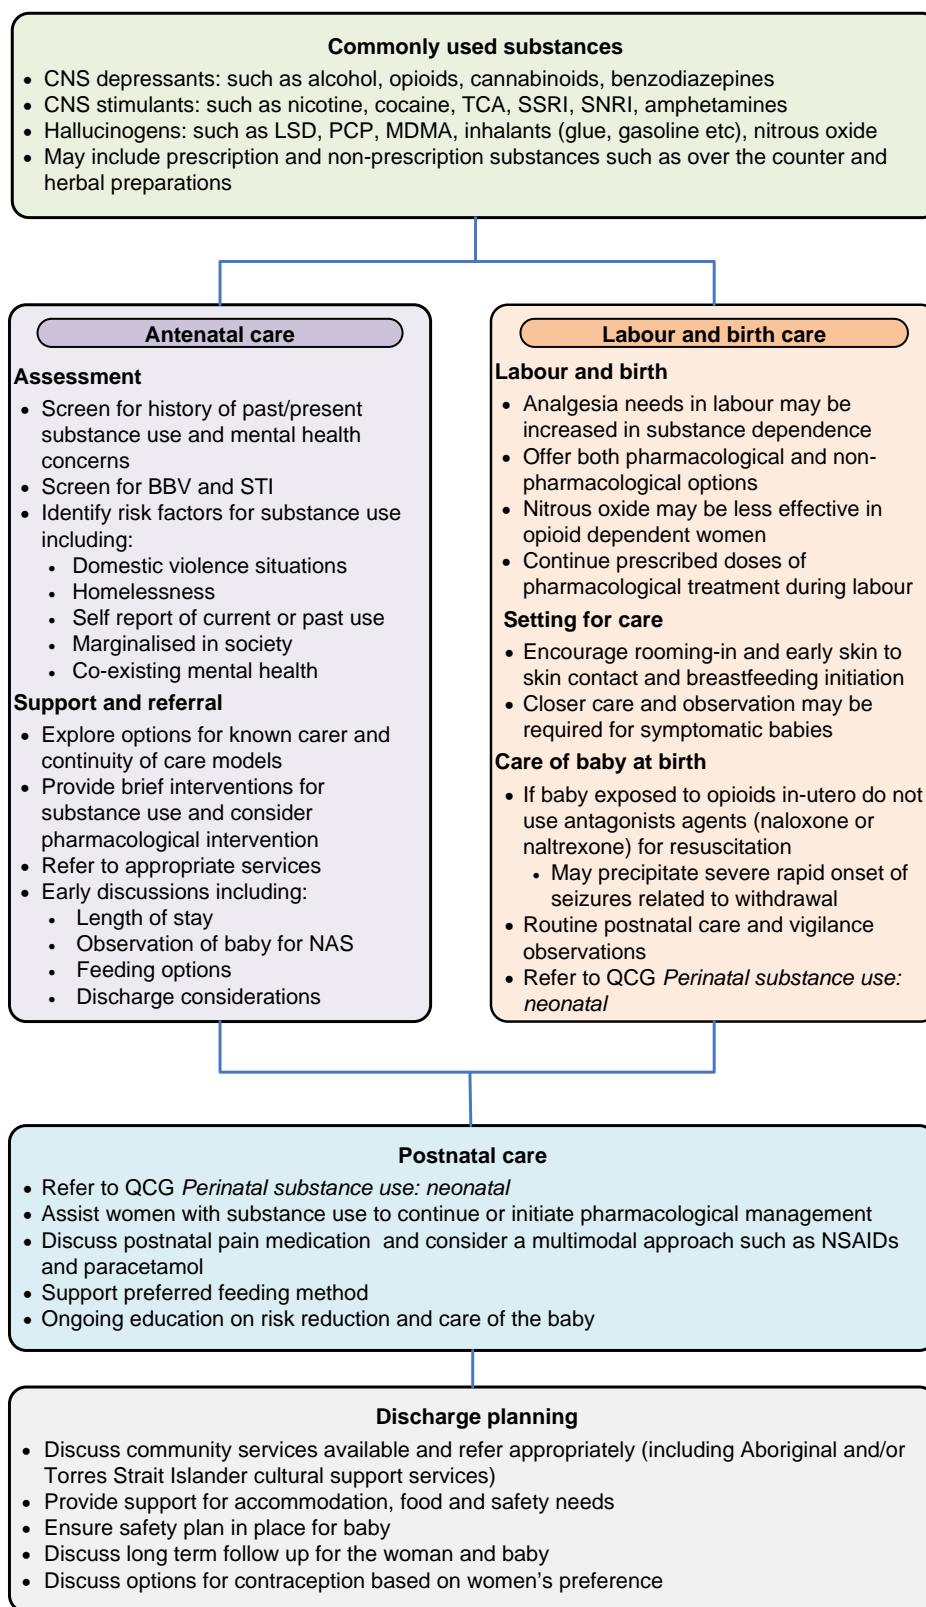 Commonly used substances
• CNS depressants: such as alcohol, opioids, cannabinoids, benzodiazepines
• CNS stimulants: such as nicotine, cocaine, TCA, SSRI, SNRI, amphetamines
• Hallucinogens: such as LSD, PCP, MDMA, inhalants (glue, gasoline etc), nitrous oxide
• May include prescription and non-prescription substances such as over the counter and
herbal preparations
Antenatal care
Assessment
• Screen for history of past/present
substance use and mental health
concerns
• Screen for BBV and STI
• Identify risk factors for substance use
including:
• Domestic violence situations
• Homelessness
• Self report of current or past use
• Marginalised in society
• Co-existing mental health
Support and referral
• Explore options for known carer and
continuity of care models
• Provide brief interventions for
substance use and consider
pharmacological intervention
• Refer to appropriate services
• Early discussions including:
• Length of stay
• Observation of baby for NAS
• Feeding options
• Discharge considerations
Labour and birth care
Labour and birth
• Analgesia needs in labour may be
increased in substance dependence
• Offer both pharmacological and non-
pharmacological options
• Nitrous oxide may be less effective in
opioid dependent women
• Continue prescribed doses of
pharmacological treatment during labour
Setting for care
• Encourage rooming-in and early skin to
skin contact and breastfeeding initiation
• Closer care and observation may be
required for symptomatic babies
Care of baby at birth
• If baby exposed to opioids in-utero do not
use antagonists agents (naloxone or
naltrexone) for resuscitation
• May precipitate severe rapid onset of
seizures related to withdrawal
• Routine postnatal care and vigilance
observations
• Refer to QCG Perinatal substance use:
neonatal
Postnatal care
• Refer to QCG Perinatal substance use: neonatal
• Assist women with substance use to continue or initiate pharmacological management
• Discuss postnatal pain medication and consider a multimodal approach such as NSAIDs
and paracetamol
• Support preferred feeding method
• Ongoing education on risk reduction and care of the baby
Discharge planning
• Discuss community services available and refer appropriately (including Aboriginal and/or
Torres Strait Islander cultural support services)
• Provide support for accommodation, food and safety needs
• Ensure safety plan in place for baby
• Discuss long term follow up for the woman and baby
• Discuss options for contraception based on women's preference